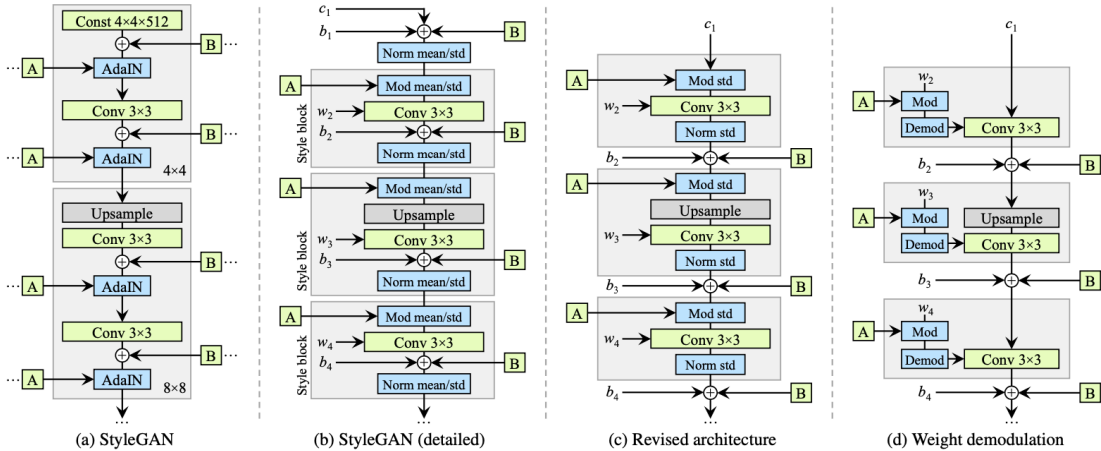 Const 4×4×512
B ...
... A
AdaIN
Conv 3×3
B ...
... A
AdaIN
4×4
Upsample
Conv 3×3
B ...
... A
AdaIN
Conv 3×3
B ...
... A
AdaIN
8×8
...
(a) StyleGAN
c1
b1
B
Norm mean/std
A
Mod mean/std
w2
Conv 3×3
b2
B
Norm mean/std
Style block
A
Mod mean/std
Upsample
w3
Conv 3×3
b3
B
Norm mean/std
Style block
A
Mod mean/std
w4
Conv 3×3
b4
B
Norm mean/std
Style block
...
(b) StyleGAN (detailed)
c1
A
Mod std
w2
Conv 3×3
Norm std
b2
B
A
Mod std
Upsample
w3
Conv 3×3
Norm std
b3
B
A
Mod std
w4
Conv 3×3
Norm std
b4
B
...
(c) Revised architecture
c1
w2
A
Mod
Demod
Conv 3×3
b2
B
w3
A
Mod
Upsample
Demod
Conv 3×3
b3
B
w4
A
Mod
Demod
Conv 3×3
b4
B
...
(d) Weight demodulation